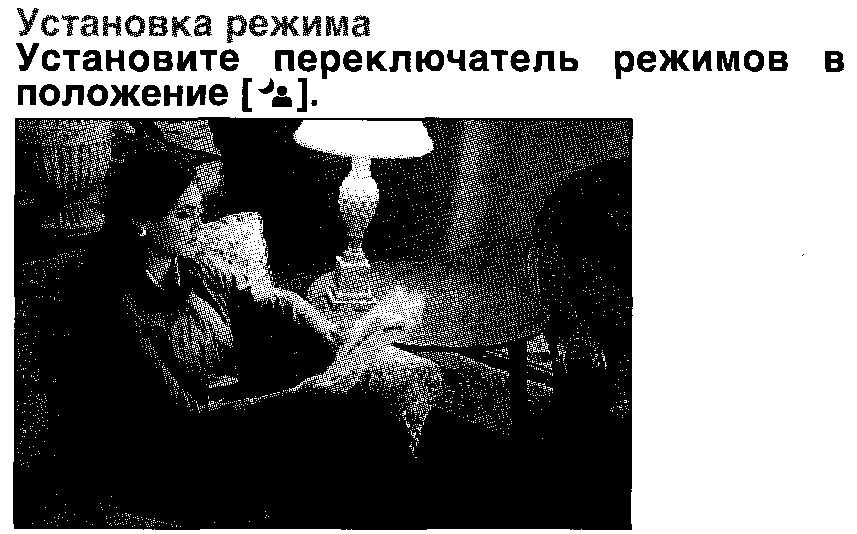 Установка режима
Установите переключатель режимов в
положение [ ].